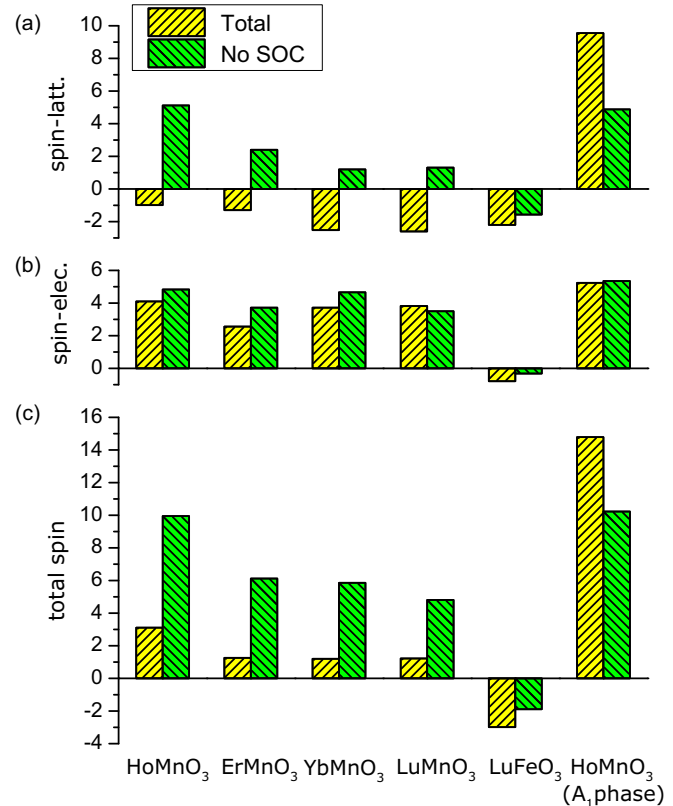 (a)
Total
No SOC
10
8
6
4
2
0
-2
spin-latt.
(b)
6
4
2
0
spin-elec.
(c)
16
14
12
10
8
6
4
2
0
-2
-4
total spin
HoMnO₃ ErMnO₃ YbMnO₃ LuMnO₃ LuFeO₃ HoMnO₃
(A₁phase)